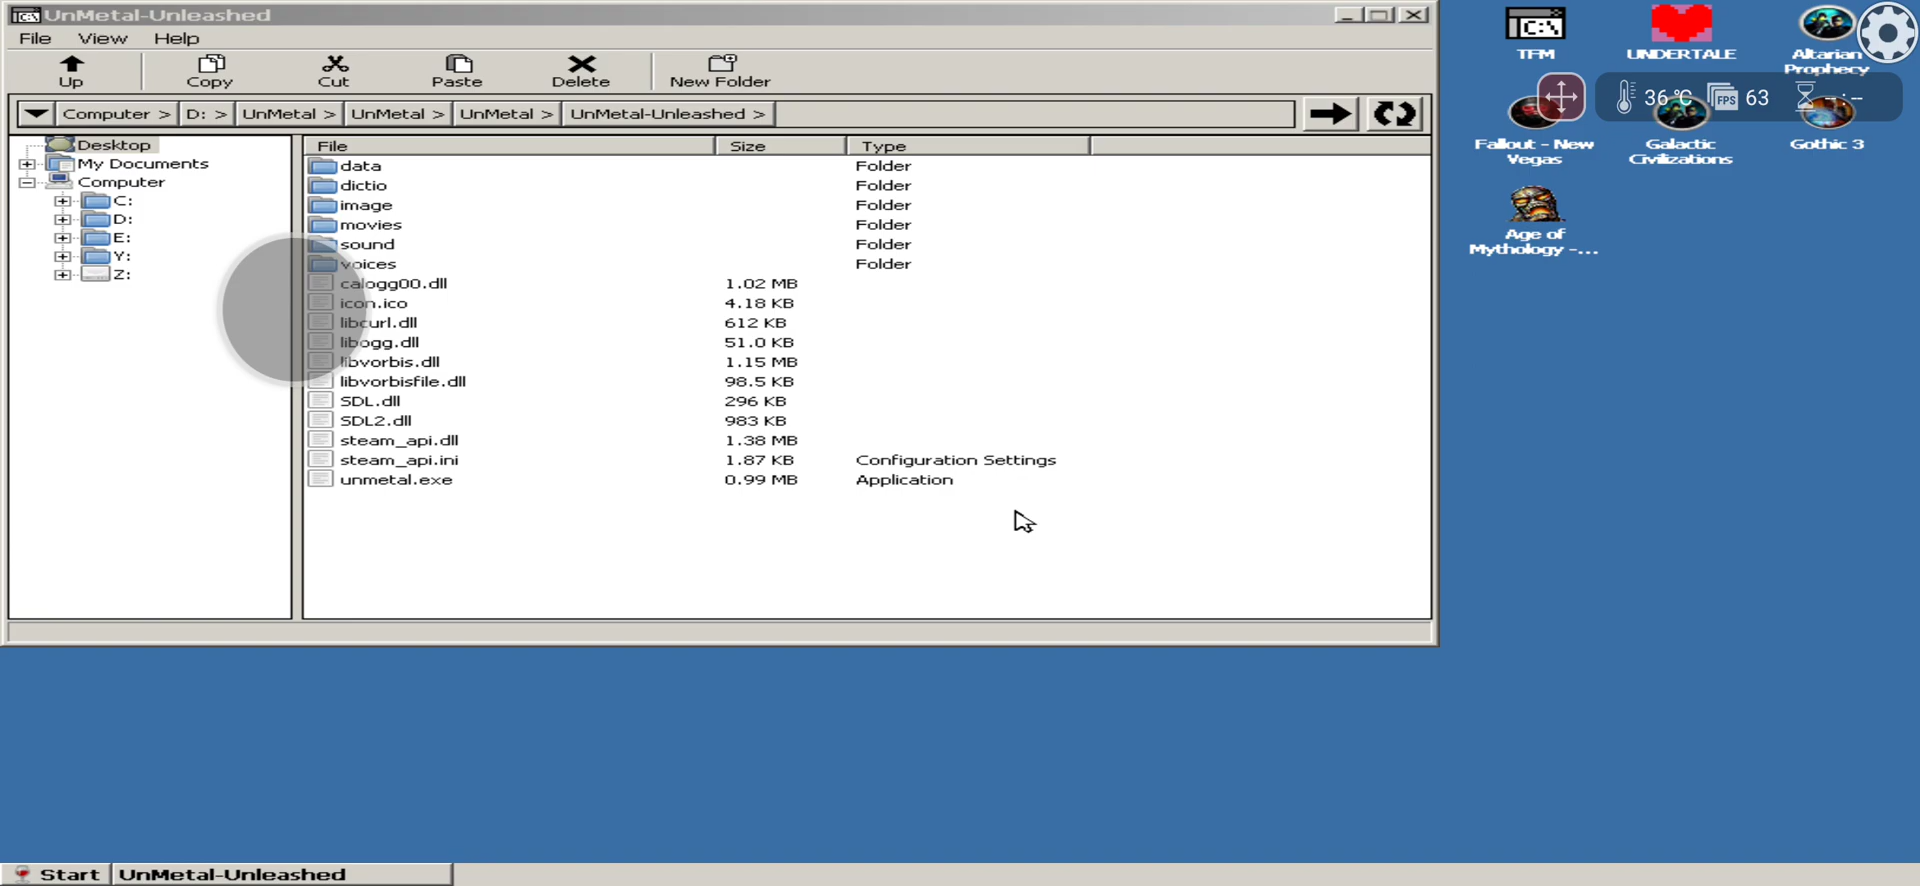 UnMetal-Unleashed
File View Help
Up Copy Cut Paste Delete New Folder
Computer > D: > UnMetal > UnMetal > UnMetal > UnMetal-Unleashed >
Desktop
My Documents
Computer
C:
D:
E:
Y:
Z:
File Size Type
data Folder
dictio Folder
image Folder
movies Folder
sound Folder
voices Folder
calogg00.dll 1.02 MB
icon.ico 4.18 KB
libcurl.dll 612 KB
libogg.dll 51.0 KB
libvorbis.dll 1.15 MB
libvorbisfile.dll 98.5 KB
SDL.dll 296 KB
SDL2.dll 983 KB
steam_api.dll 1.38 MB
steam_api.ini 1.87 KB Configuration Settings
unmetal.exe 0.99 MB Application
C:\
TFM
UNDERTALE
Altarian
Prophecy
36 °C FPS 63 --:--
Fallout - New
Vegas
Galactic
Civilizations
Gothic 3
Age of
Mythology -...
Start UnMetal-Unleashed